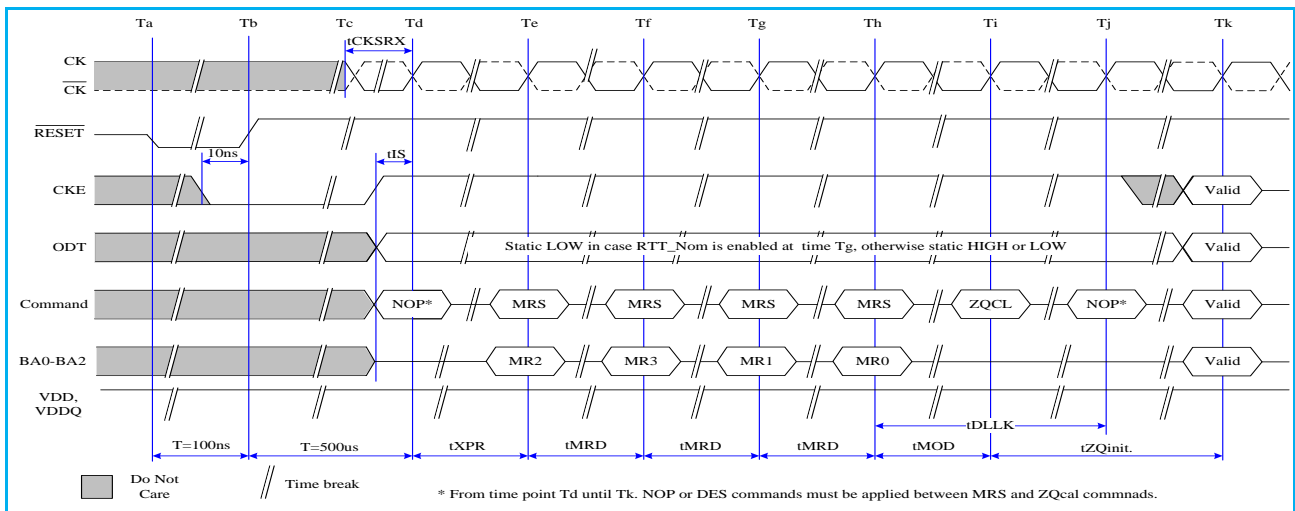 Ta Tb Tc Td Te Tf Tg Th Ti Tj Tk
tCKSRX
CK
CK
RESET
10ns
tIS
CKE
Valid
ODT
Static LOW in case RTT_Nom is enabled at time Tg, otherwise static HIGH or LOW
Valid
Command
NOP* MRS MRS MRS MRS ZQCL NOP* Valid
BA0-BA2
MR2 MR3 MR1 MR0 Valid
VDD,
VDDQ
tDLLK
T=100ns T=500us tXPR tMRD tMRD tMRD tMOD tZQinit.
Do Not
Care
Time break
* From time point Td until Tk. NOP or DES commands must be applied between MRS and ZQcal commnads.